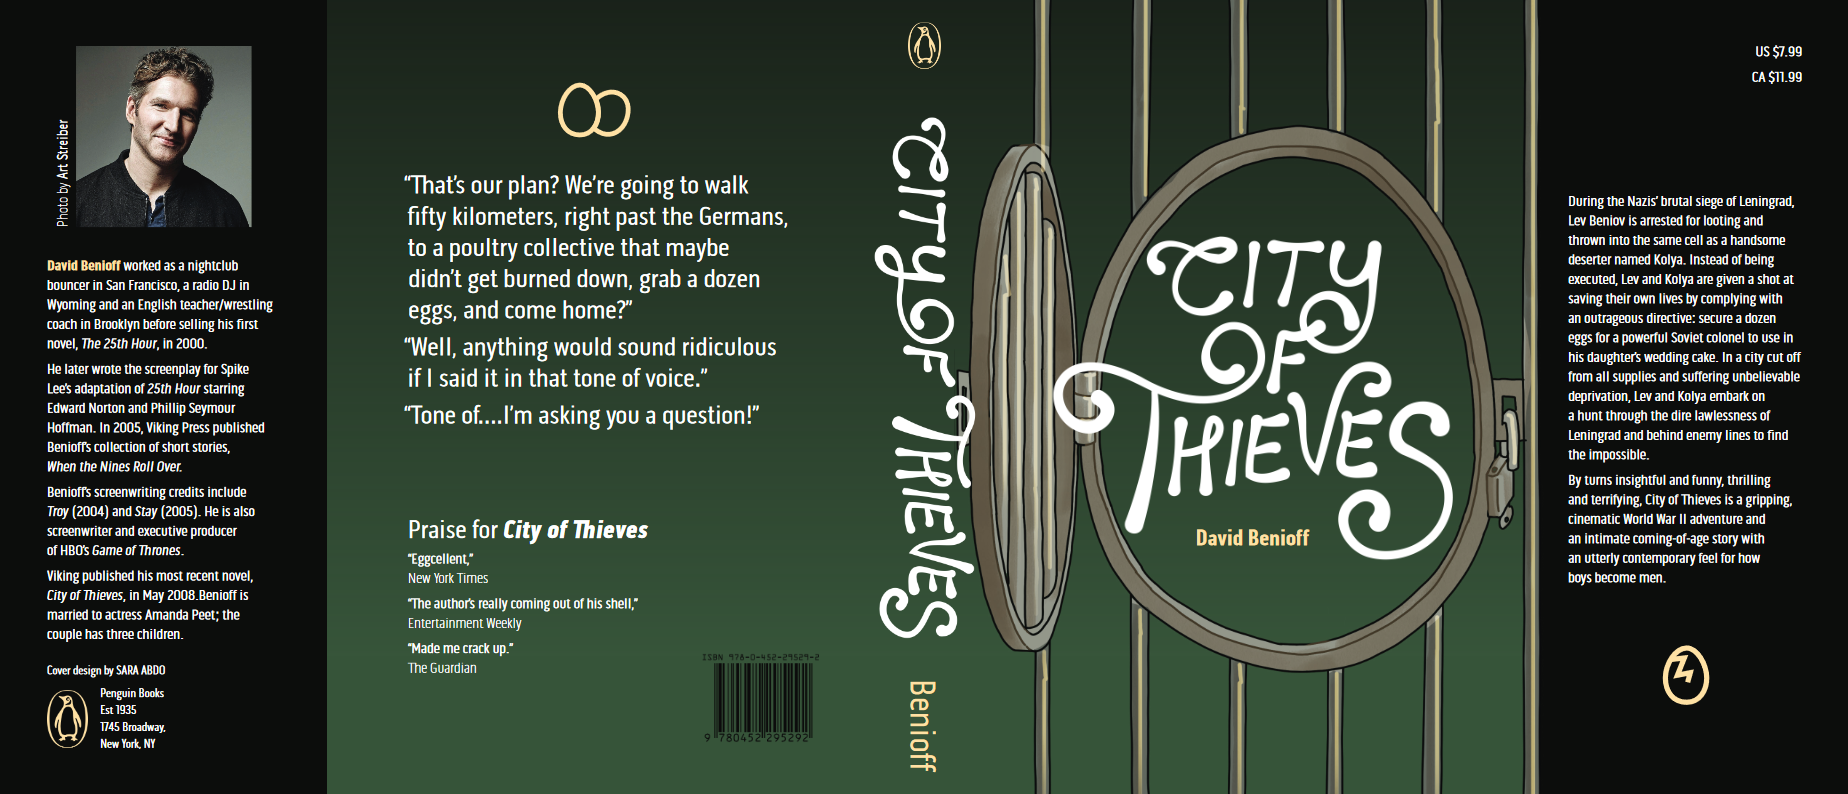 Photo by Art Streiber
David Benioff worked as a nightclub
bouncer in San Francisco, a radio DJ in
Wyoming and an English teacher/wrestling
coach in Brooklyn before selling his first
novel, The 25th Hour, in 2000.
He later wrote the screenplay for Spike
Lee's adaptation of 25th Hour starring
Edward Norton and Phillip Seymour
Hoffman. In 2005, Viking Press published
Benioff's collection of short stories,
When the Nines Roll Over.
Benioff's screenwriting credits include
Troy (2004) and Stay (2005). He is also
screenwriter and executive producer
of HBO's Game of Thrones.
Viking published his most recent novel,
City of Thieves, in May 2008.Benioff is
married to actress Amanda Peet; the
couple has three children.
Cover design by SARA ABDO
Penguin Books
Est 1935
1745 Broadway,
New York, NY
“That's our plan? We're going to walk
fifty kilometers, right past the Germans,
to a poultry collective that maybe
didn't get burned down, grab a dozen
eggs, and come home?”
“Well, anything would sound ridiculous
if I said it in that tone of voice.”
“Tone of....I'm asking you a question!”
Praise for City of Thieves
“Eggcellent,”
New York Times
“The author's really coming out of his shell,”
Entertainment Weekly
“Made me crack up.”
The Guardian
ISBN 978-0-452-29529-2
9 780452 295292
CITY OF THIEVES
Benioff
CITY
OF
THIEVES
David Benioff
US $7.99
CA $11.99
During the Nazis' brutal siege of Leningrad,
Lev Beniov is arrested for looting and
thrown into the same cell as a handsome
deserter named Kolya. Instead of being
executed, Lev and Kolya are given a shot at
saving their own lives by complying with
an outrageous directive: secure a dozen
eggs for a powerful Soviet colonel to use in
his daughter's wedding cake. In a city cut off
from all supplies and suffering unbelievable
deprivation, Lev and Kolya embark on
a hunt through the dire lawlessness of
Leningrad and behind enemy lines to find
the impossible.
By turns insightful and funny, thrilling
and terrifying, City of Thieves is a gripping,
cinematic World War II adventure and
an intimate coming-of-age story with
an utterly contemporary feel for how
boys become men.